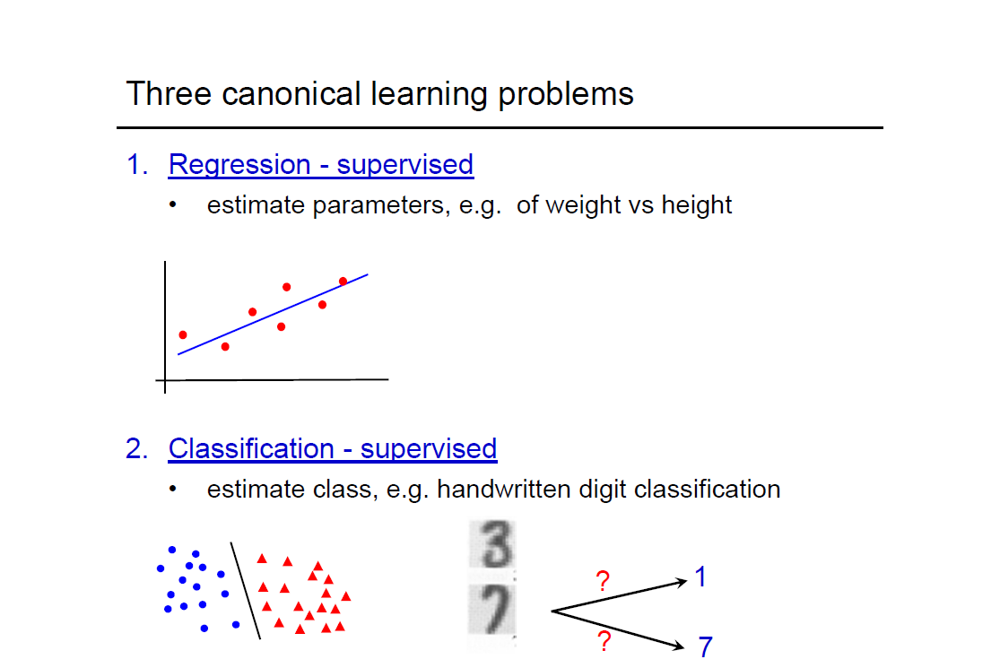 Three canonical learning problems
1. Regression - supervised
• estimate parameters, e.g. of weight vs height
2. Classification - supervised
• estimate class, e.g. handwritten digit classification
3
7
? 1
? 7